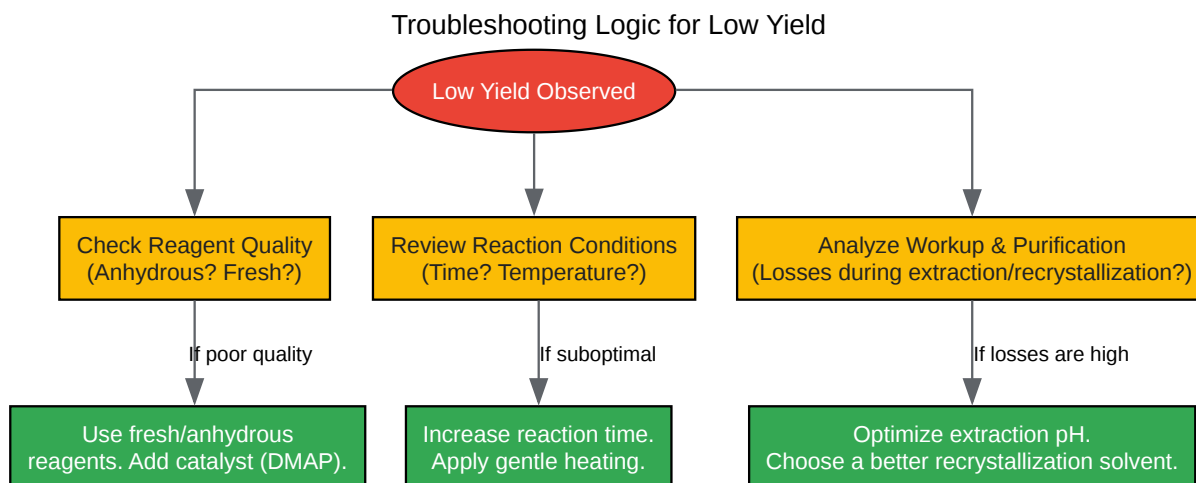 Troubleshooting Logic for Low Yield
Low Yield Observed
Check Reagent Quality
(Anhydrous? Fresh?)
Review Reaction Conditions
(Time? Temperature?)
Analyze Workup & Purification
(Losses during extraction/recrystallization?)
If poor quality
If suboptimal
If losses are high
Use fresh/anhydrous
reagents. Add catalyst (DMAP).
Increase reaction time.
Apply gentle heating.
Optimize extraction pH.
Choose a better recrystallization solvent.